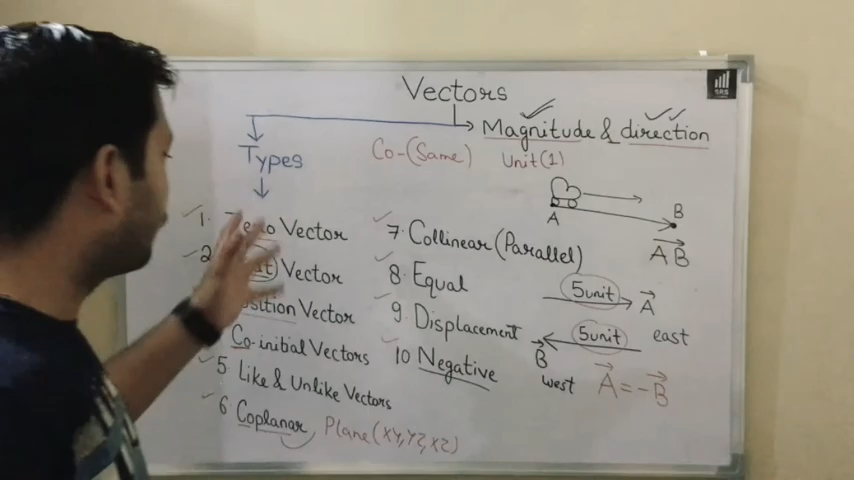 Vectors
Magnitude & direction
Types
Co-(Same) Unit(1)
1. Vector
2 Vector
Vector
Co-initial Vectors
5 Like & Unlike Vectors
6 Coplanar, Plane(XY,YZ,XZ)
7. Collinear (Parallel)
8. Equal
9. Displacement
10 Negative
A B
AB
5unit A
5unit east
B
west A = -B
SRS